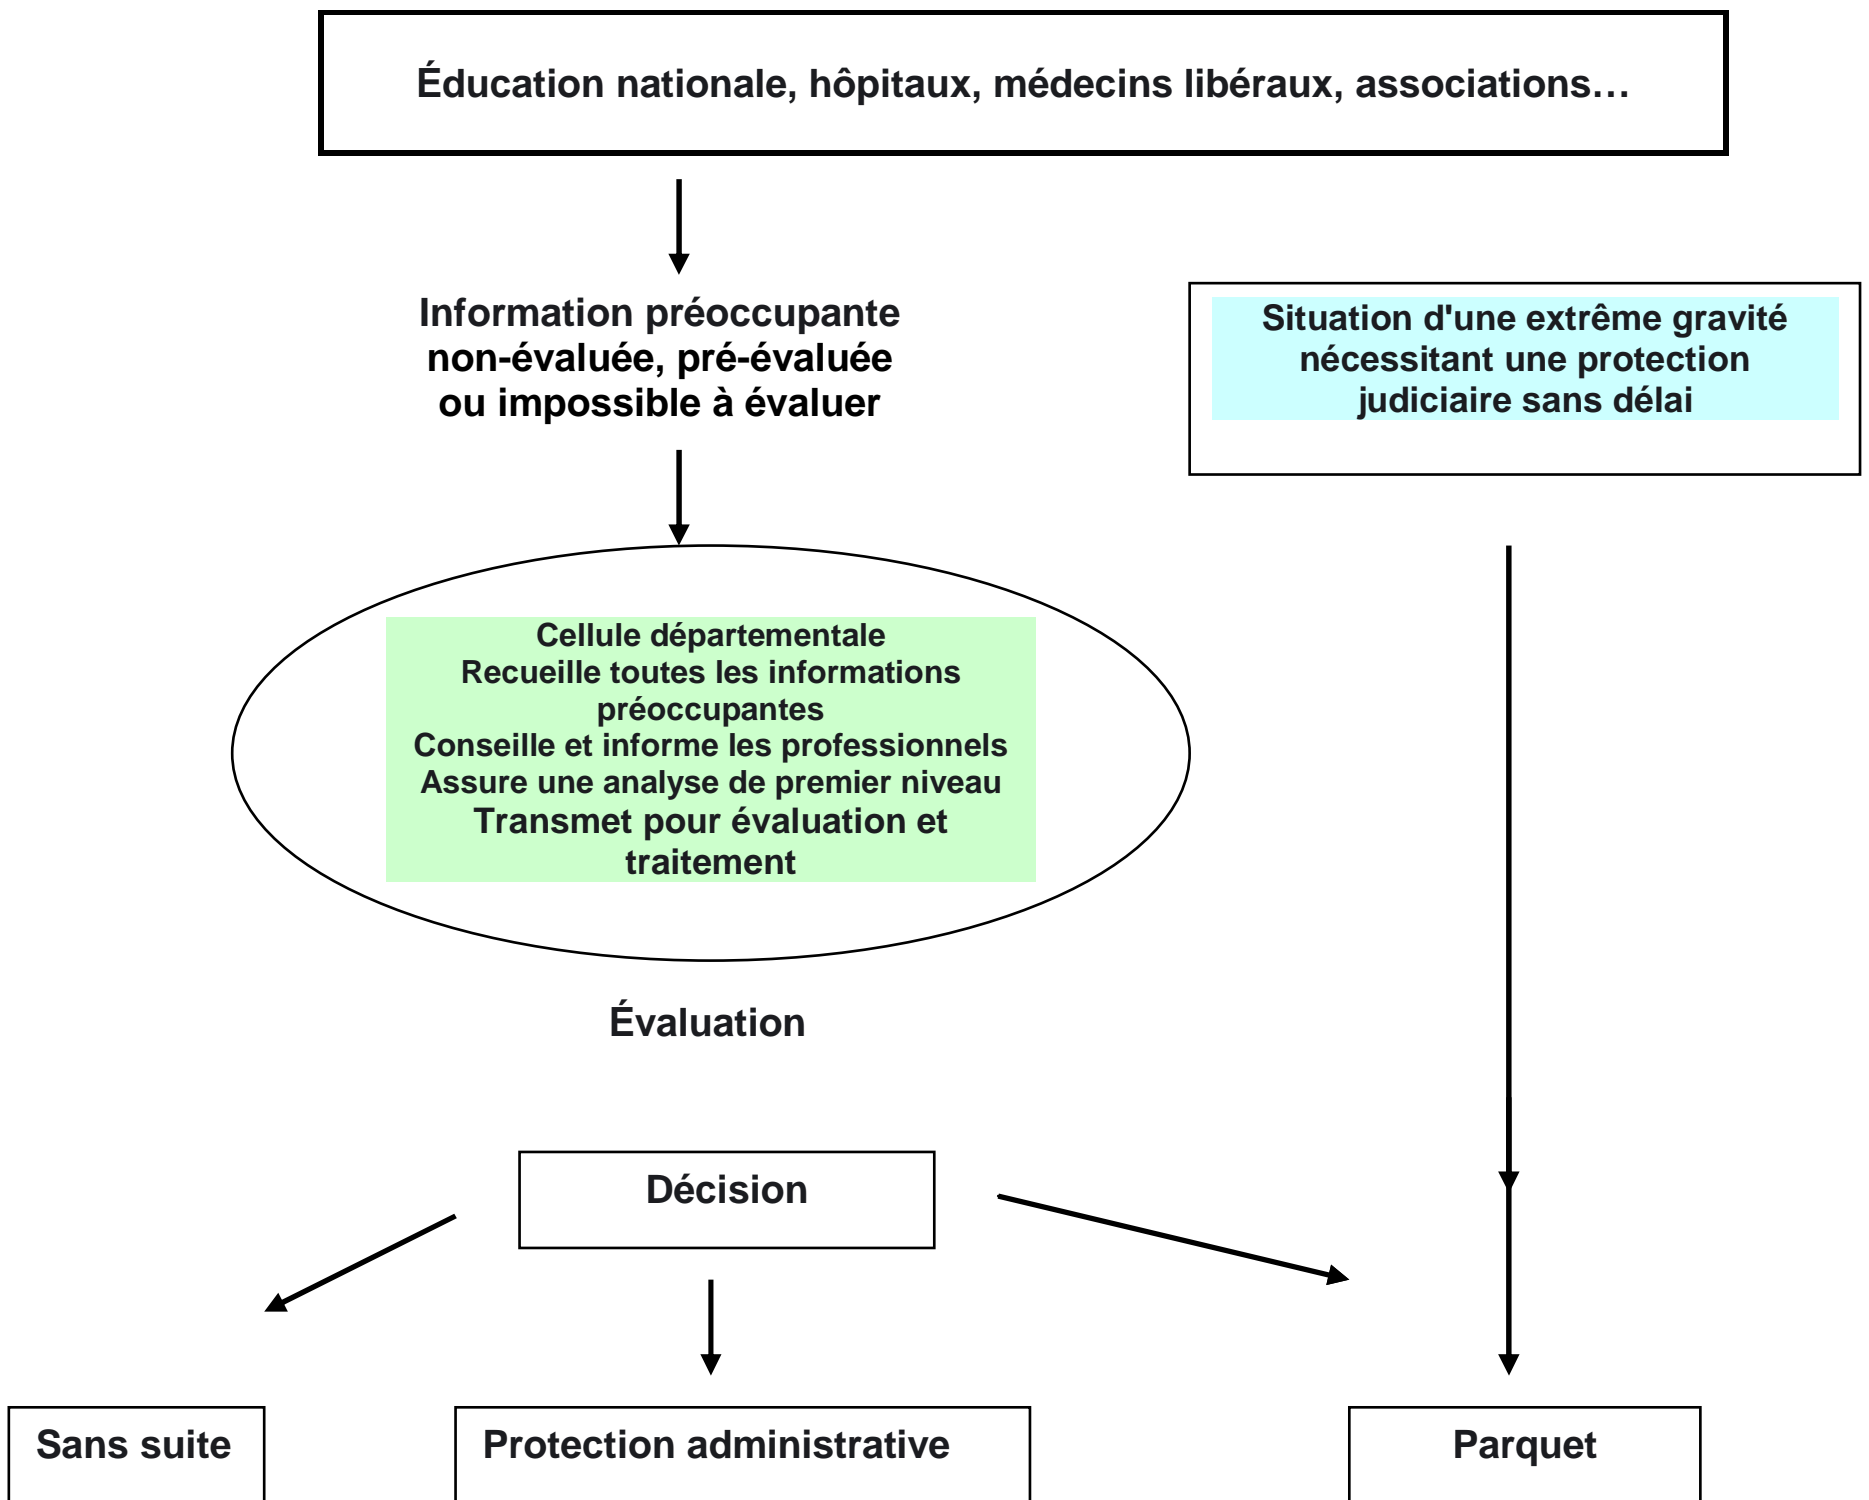 Éducation nationale, hôpitaux, médecins libéraux, associations…
Information préoccupante
non-évaluée, pré-évaluée
ou impossible à évaluer
Situation d'une extrême gravité
nécessitant une protection
judiciaire sans délai
Cellule départementale
Recueille toutes les informations
préoccupantes
Conseille et informe les professionnels
Assure une analyse de premier niveau
Transmet pour évaluation et
traitement
Évaluation
Décision
Sans suite
Protection administrative
Parquet